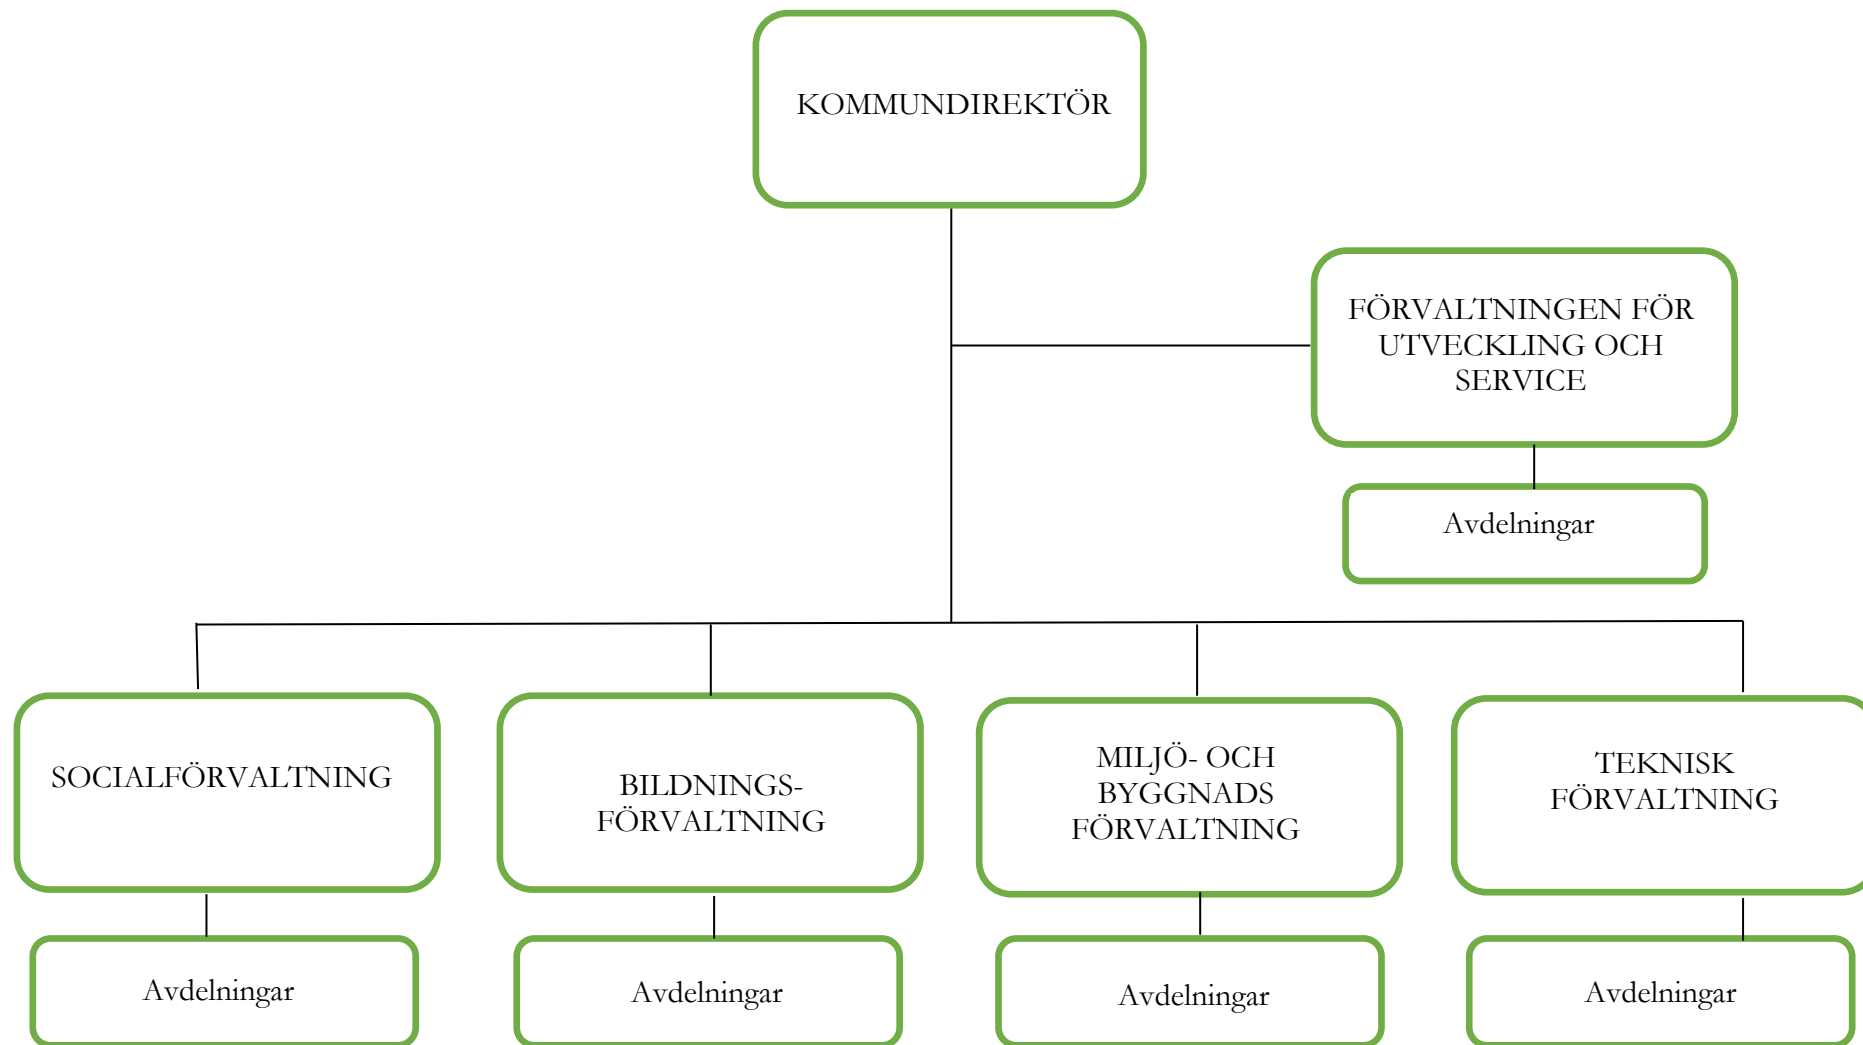 KOMMUNDIREKTÖR
FÖRVALTNINGEN FÖR
UTVECKLING OCH
SERVICE
Avdelningar
SOCIALFÖRVALTNING
BILDNINGS-
FÖRVALTNING
MILJÖ- OCH
BYGGNADS
FÖRVALTNING
TEKNISK
FÖRVALTNING
Avdelningar
Avdelningar
Avdelningar
Avdelningar